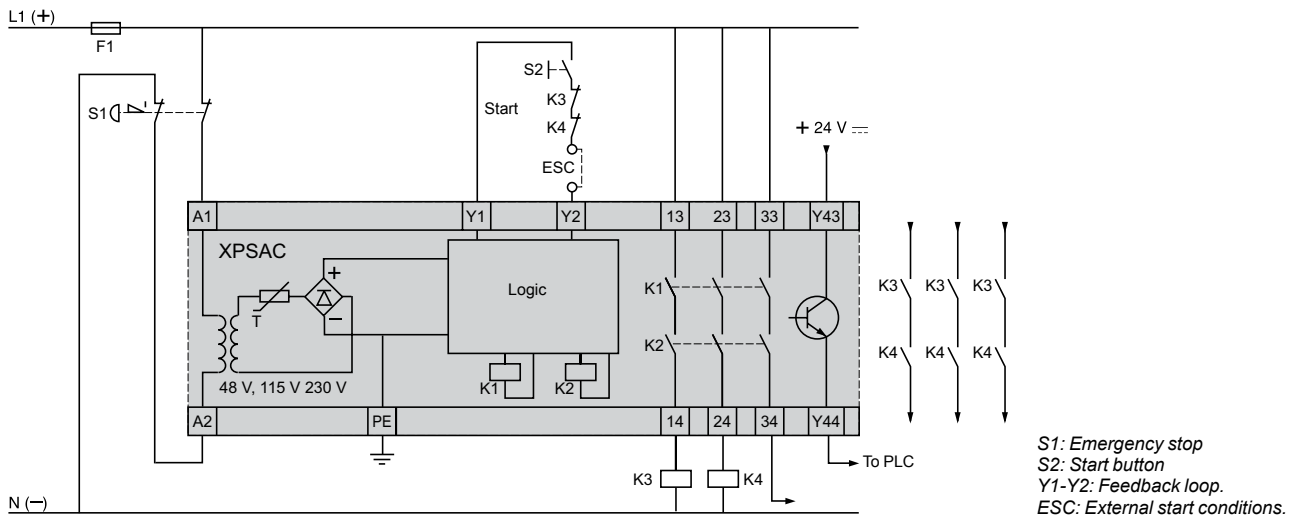 L1 (+)
F1
S2
K3
Start
S1
K4
+ 24 V
ESC
A1
Y1
Y2
13
23
33
Y43
XPSAC
+
Logic
K1
K3
K3
K3
T
−
K2
K4
K4
K4
48 V, 115 V 230 V
K1
K2
A2
PE
14
24
34
Y44
To PLC
K3
K4
N (−)
S1: Emergency stop
S2: Start button
Y1-Y2: Feedback loop.
ESC: External start conditions.